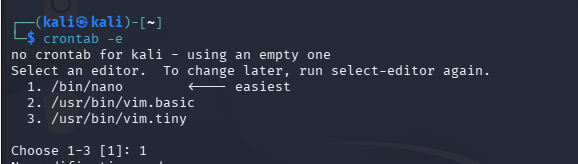 ┌──(kali㉿kali)-[~]
└─$ crontab -e
no crontab for kali - using an empty one
Select an editor.  To change later, run select-editor again.
  1. /bin/nano        <---- easiest
  2. /usr/bin/vim.basic
  3. /usr/bin/vim.tiny
Choose 1-3 [1]: 1